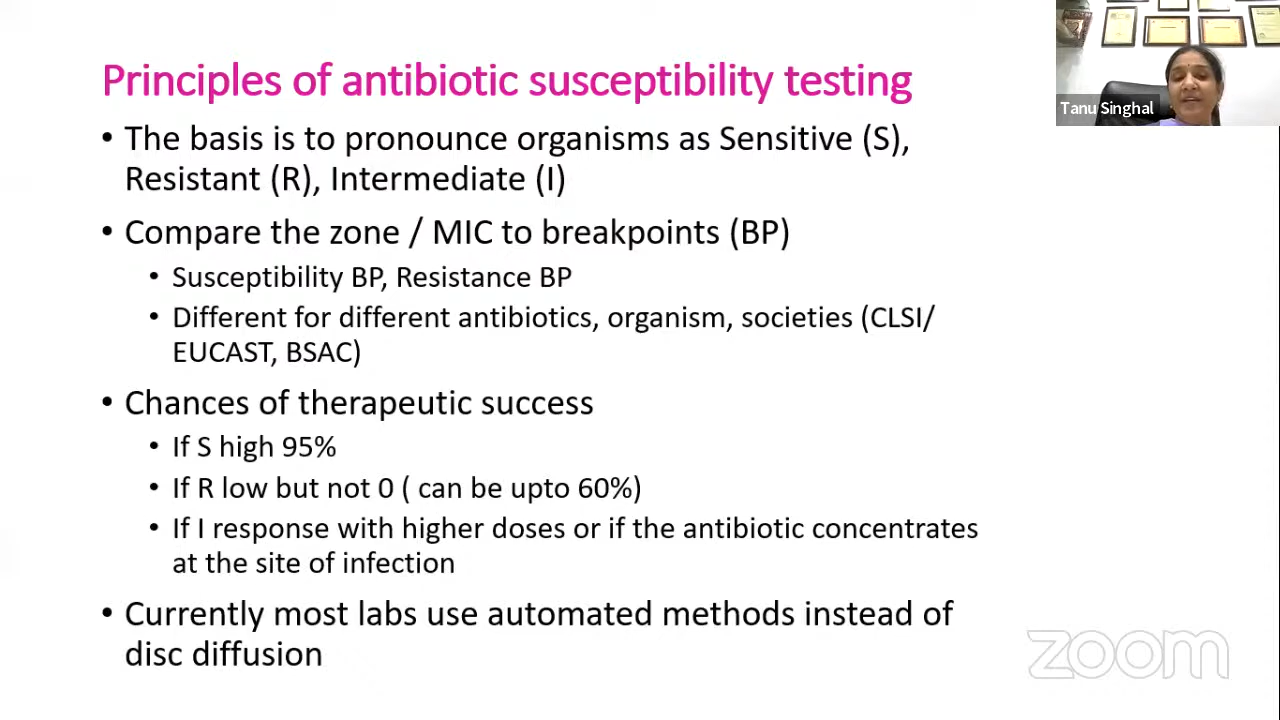 Principles of antibiotic susceptibility testing
• The basis is to pronounce organisms as Sensitive (S),
Resistant (R), Intermediate (I)
• Compare the zone / MIC to breakpoints (BP)
• Susceptibility BP, Resistance BP
• Different for different antibiotics, organism, societies (CLSI/
EUCAST, BSAC)
• Chances of therapeutic success
• If S high 95%
• If R low but not 0 ( can be upto 60%)
• If I response with higher doses or if the antibiotic concentrates
at the site of infection
• Currently most labs use automated methods instead of
disc diffusion
Tanu Singhal
zoom